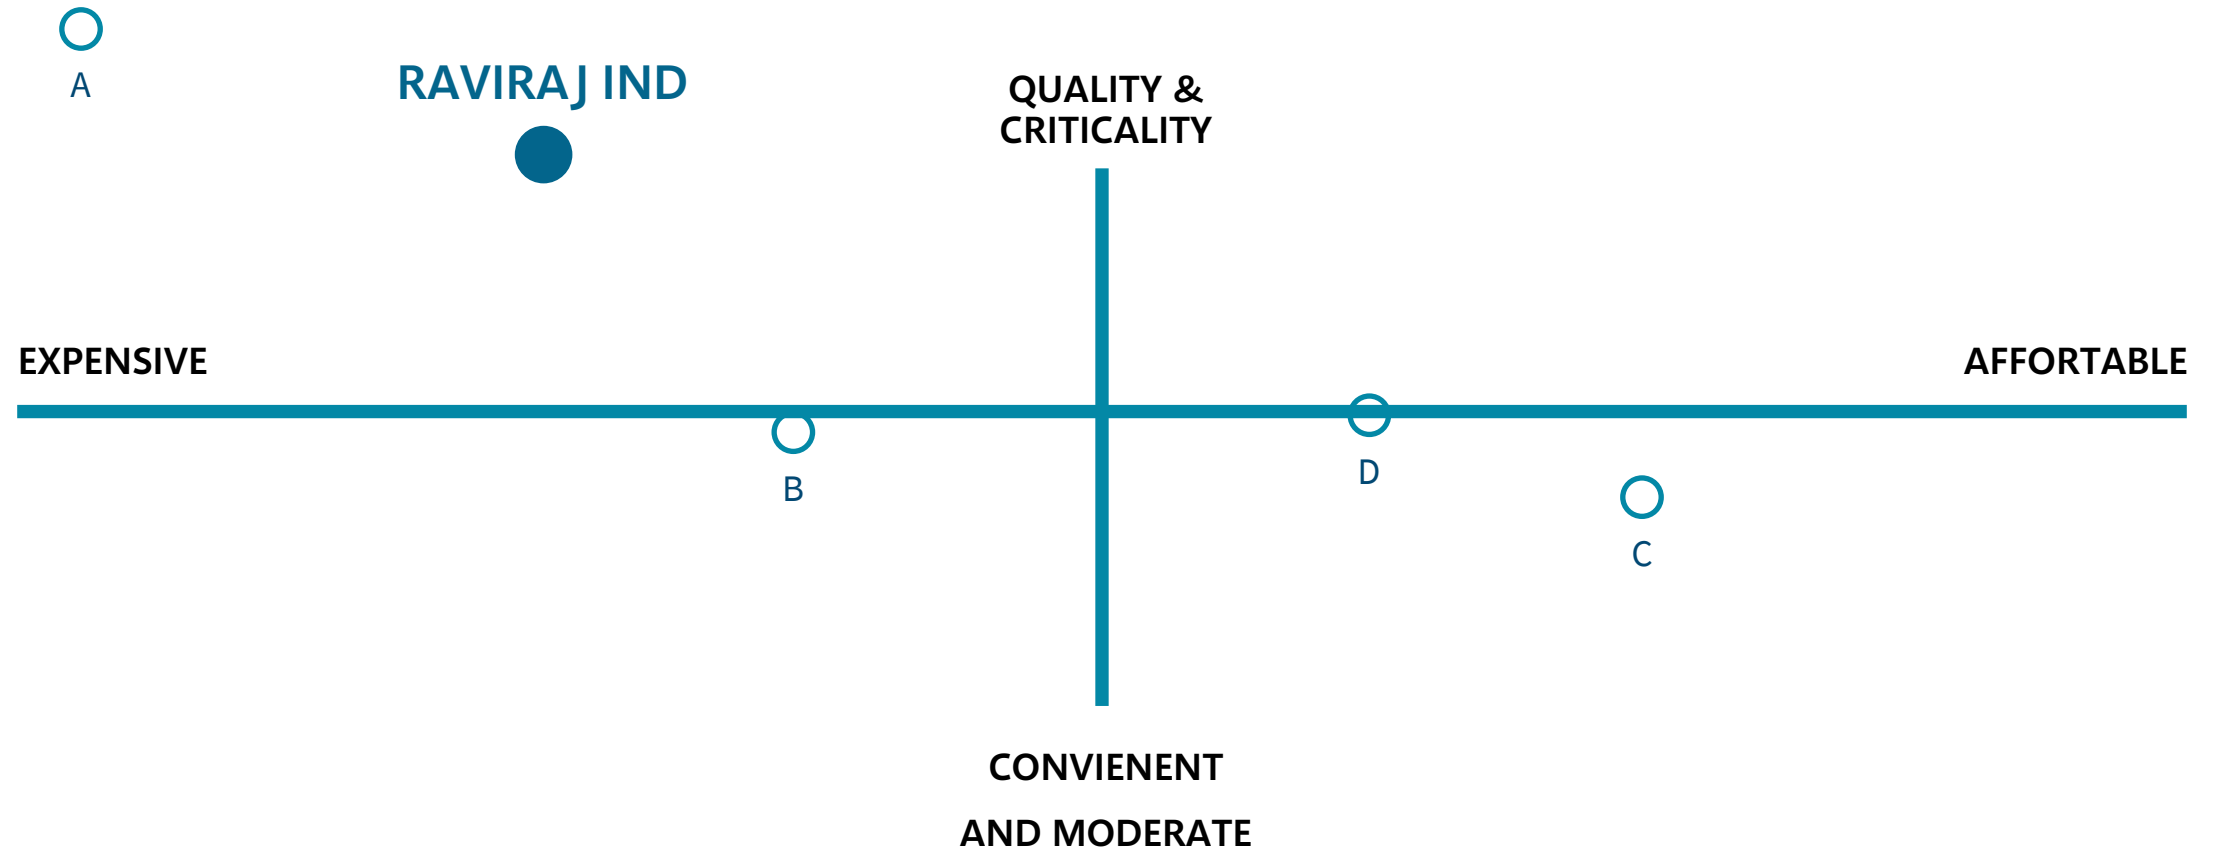 A
RAVIRAJ IND
QUALITY &
CRITICALITY
EXPENSIVE
AFFORTABLE
B
D
C
CONVIENENT
AND MODERATE